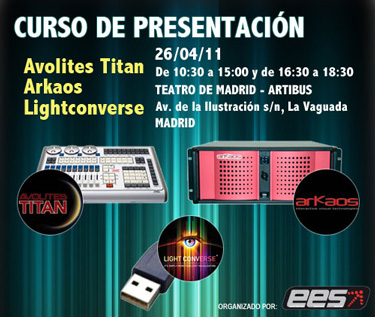 CURSO DE PRESENTACIÓN
Avolites Titan
Arkaos
Lightconverse
26/04/11
De 10:30 a 15:00 y de 16:30 a 18:30
TEATRO DE MADRID - ARTIBUS
Av. de la Ilustración s/n, La Vaguada
MADRID
AVOLITES
TITAN
arkaos
LIGHT CONVERSE
ORGANIZADO POR:
ees